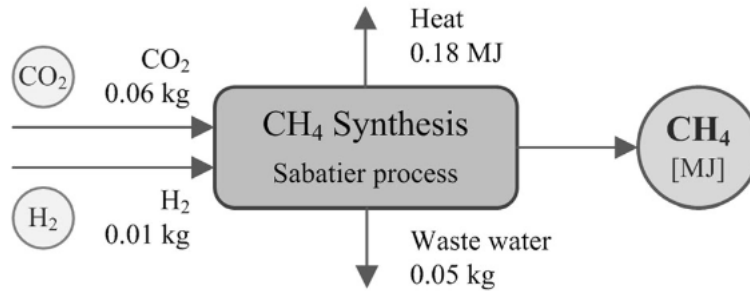 Heat
0.18 MJ
CO₂
CO₂
0.06 kg
CH₄ Synthesis
Sabatier process
CH₄
[MJ]
H₂
H₂
0.01 kg
Waste water
0.05 kg